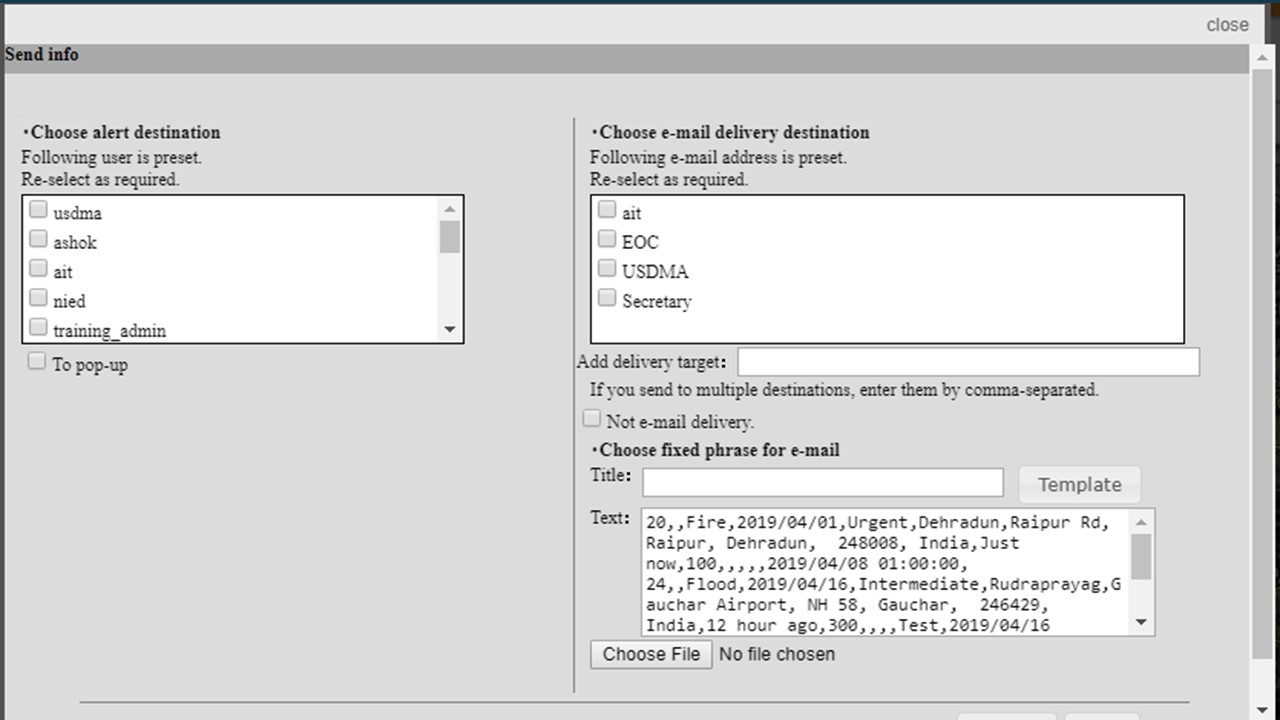 close
Send info
・Choose alert destination
Following user is preset.
Re-select as required.
usdma
ashok
ait
nied
training_admin
To pop-up
・Choose e-mail delivery destination
Following e-mail address is preset.
Re-select as required.
ait
EOC
USDMA
Secretary
Add delivery target:
If you send to multiple destinations, enter them by comma-separated.
Not e-mail delivery.
・Choose fixed phrase for e-mail
Title:
Template
Text:
20,,Fire,2019/04/01,Urgent,Dehradun,Raipur Rd,
Raipur, Dehradun,  248008, India,Just
now,100,,,,,2019/04/08 01:00:00,
24,,Flood,2019/04/16,Intermediate,Rudraprayag,G
auchar Airport, NH 58, Gauchar,  246429,
India,12 hour ago,300,,,,Test,2019/04/16
Choose File No file chosen